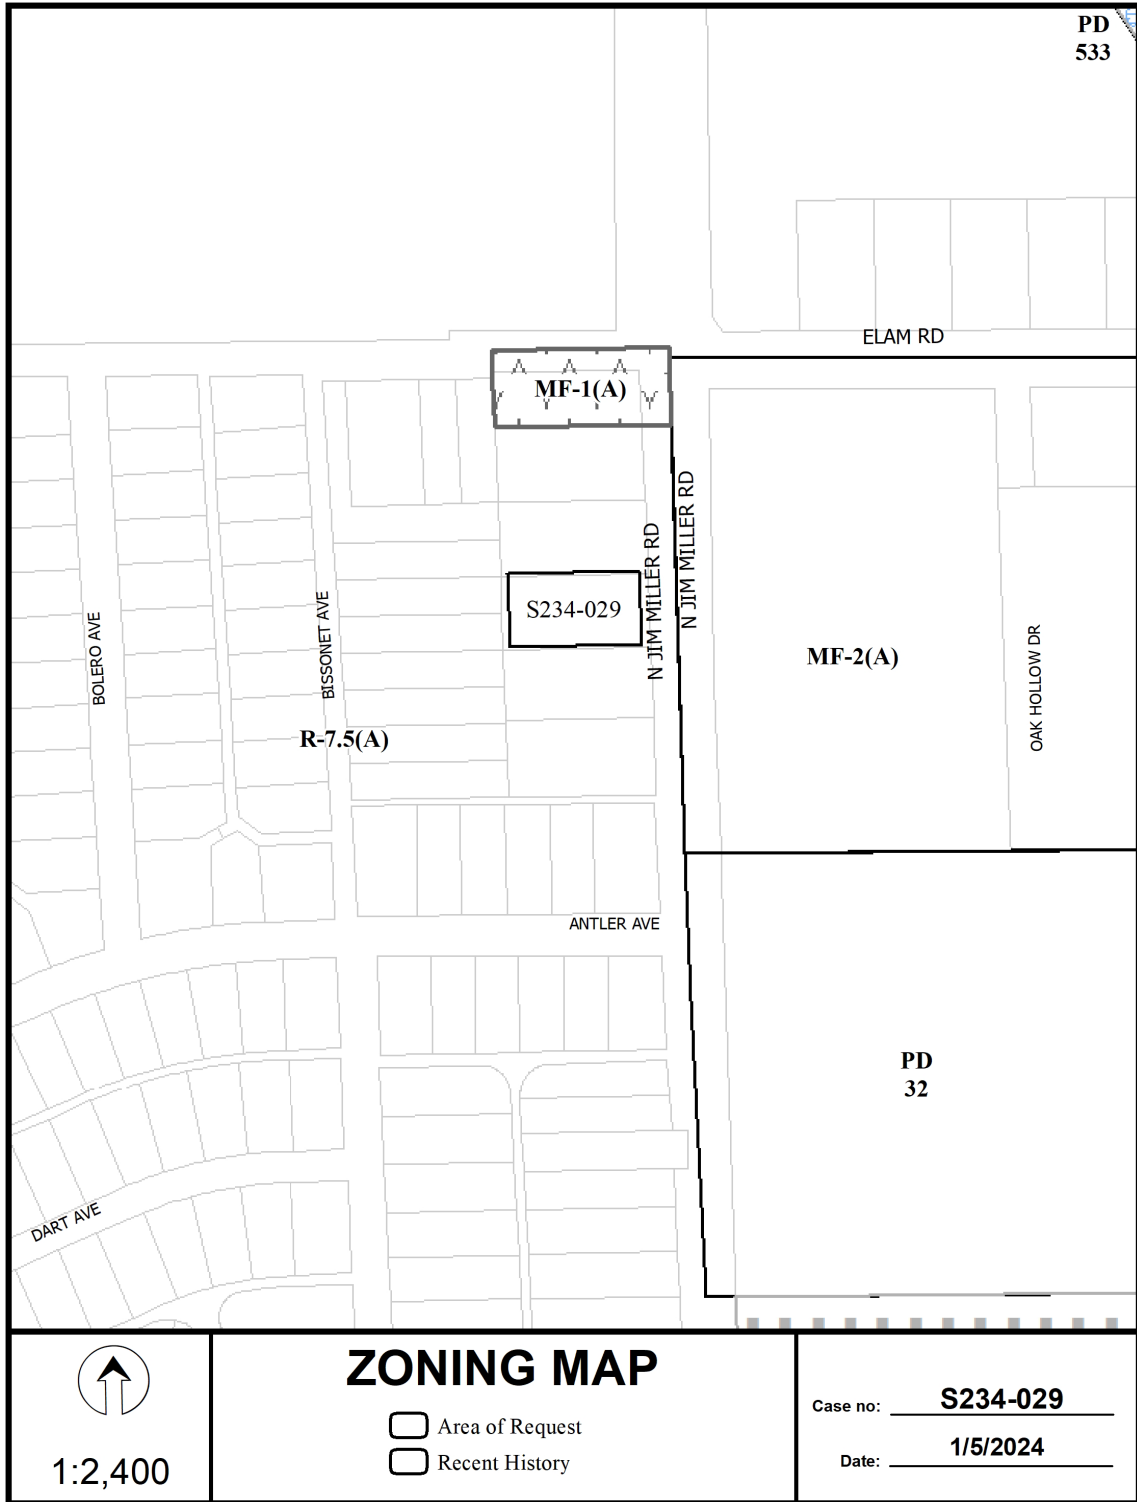 PD
533
ELAM RD
MF-1(A)
N JIM MILLER RD
N JIM MILLER RD
S234-029
BOLERO AVE
BISSONET AVE
MF-2(A)
OAK HOLLOW DR
R-7.5(A)
ANTLER AVE
PD
32
DART AVE
1:2,400
ZONING MAP
Area of Request
Recent History
Case no: S234-029
Date: 1/5/2024